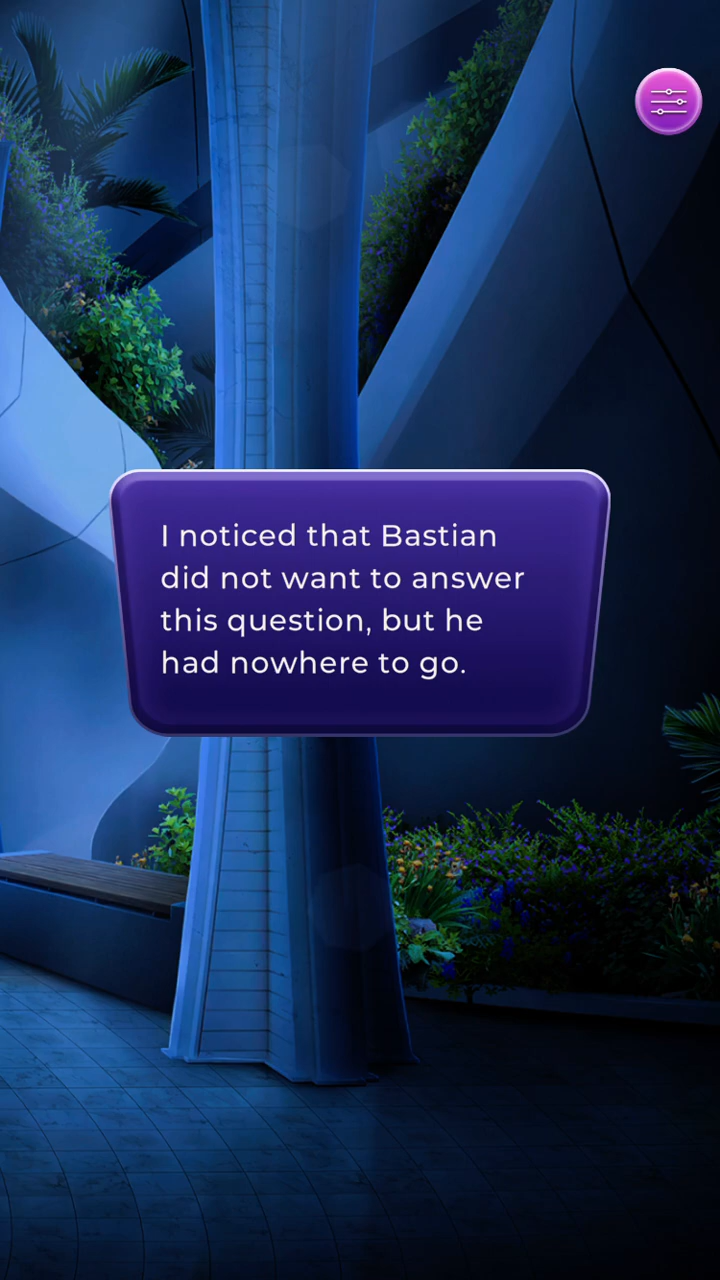 I noticed that Bastian
did not want to answer
this question, but he
had nowhere to go.